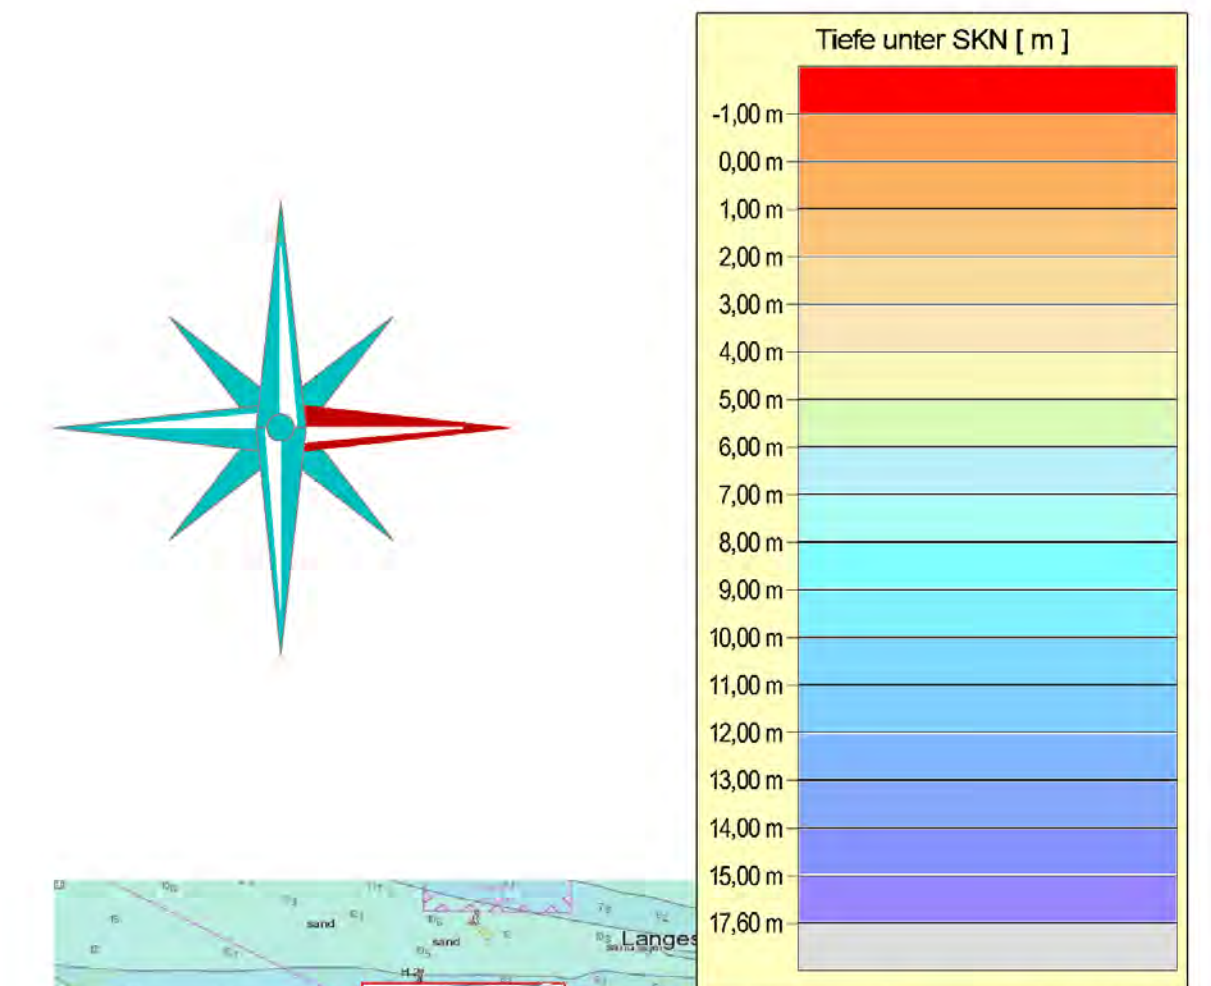 Tiefe unter SKN [ m ]
-1,00 m
0,00 m
1,00 m
2,00 m
3,00 m
4,00 m
5,00 m
6,00 m
7,00 m
8,00 m
9,00 m
10,00 m
11,00 m
12,00 m
13,00 m
14,00 m
15,00 m
17,60 m
sand
sand
Langes